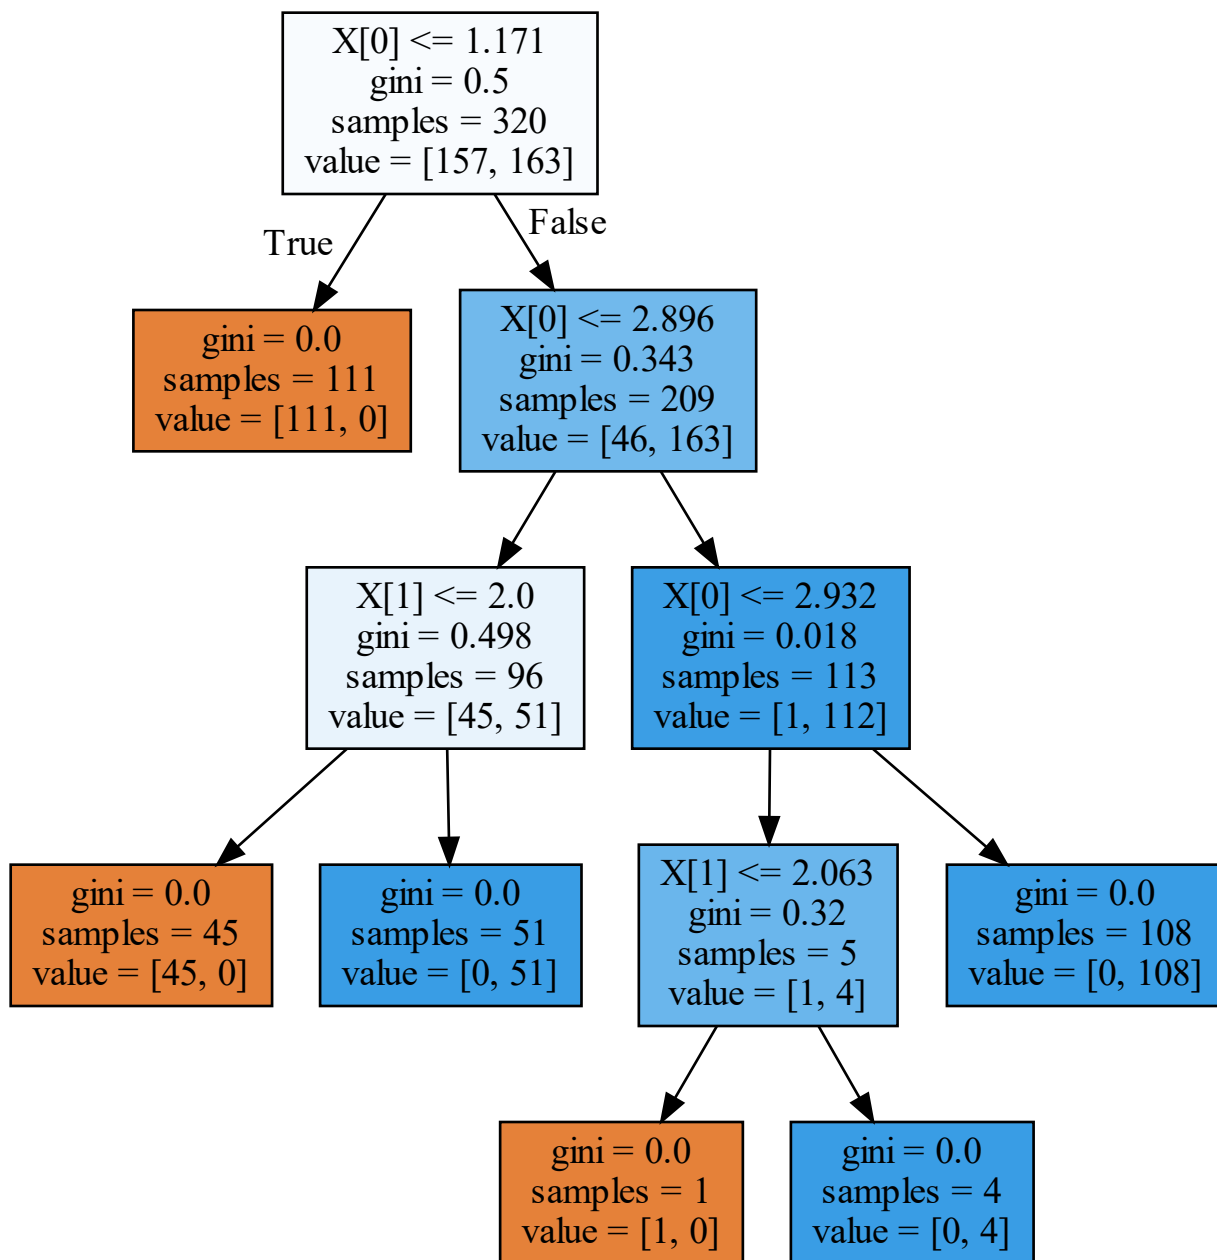 X[0] <= 1.171
gini = 0.5
samples = 320
value = [157, 163]
True
False
gini = 0.0
samples = 111
value = [111, 0]
X[0] <= 2.896
gini = 0.343
samples = 209
value = [46, 163]
X[1] <= 2.0
gini = 0.498
samples = 96
value = [45, 51]
X[0] <= 2.932
gini = 0.018
samples = 113
value = [1, 112]
gini = 0.0
samples = 45
value = [45, 0]
gini = 0.0
samples = 51
value = [0, 51]
X[1] <= 2.063
gini = 0.32
samples = 5
value = [1, 4]
gini = 0.0
samples = 108
value = [0, 108]
gini = 0.0
samples = 1
value = [1, 0]
gini = 0.0
samples = 4
value = [0, 4]